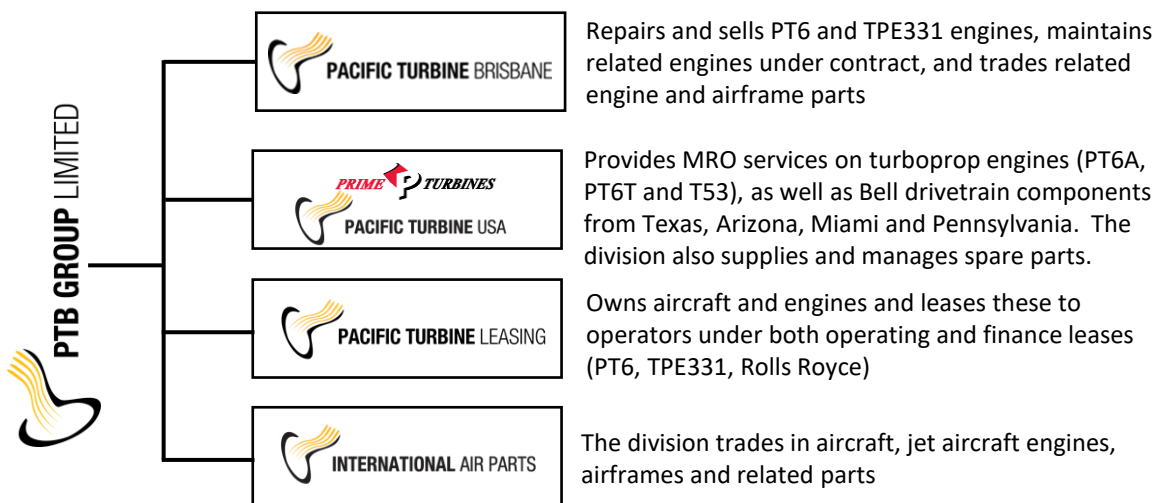 PTB GROUP LIMITED
PACIFIC TURBINE BRISBANE
Repairs and sells PT6 and TPE331 engines, maintains
related engines under contract, and trades related
engine and airframe parts
PRIME P TURBINES
PACIFIC TURBINE USA
Provides MRO services on turboprop engines (PT6A,
PT6T and T53), as well as Bell drivetrain components
from Texas, Arizona, Miami and Pennsylvania.  The
division also supplies and manages spare parts.
PACIFIC TURBINE LEASING
Owns aircraft and engines and leases these to
operators under both operating and finance leases
(PT6, TPE331, Rolls Royce)
INTERNATIONAL AIR PARTS
The division trades in aircraft, jet aircraft engines,
airframes and related parts